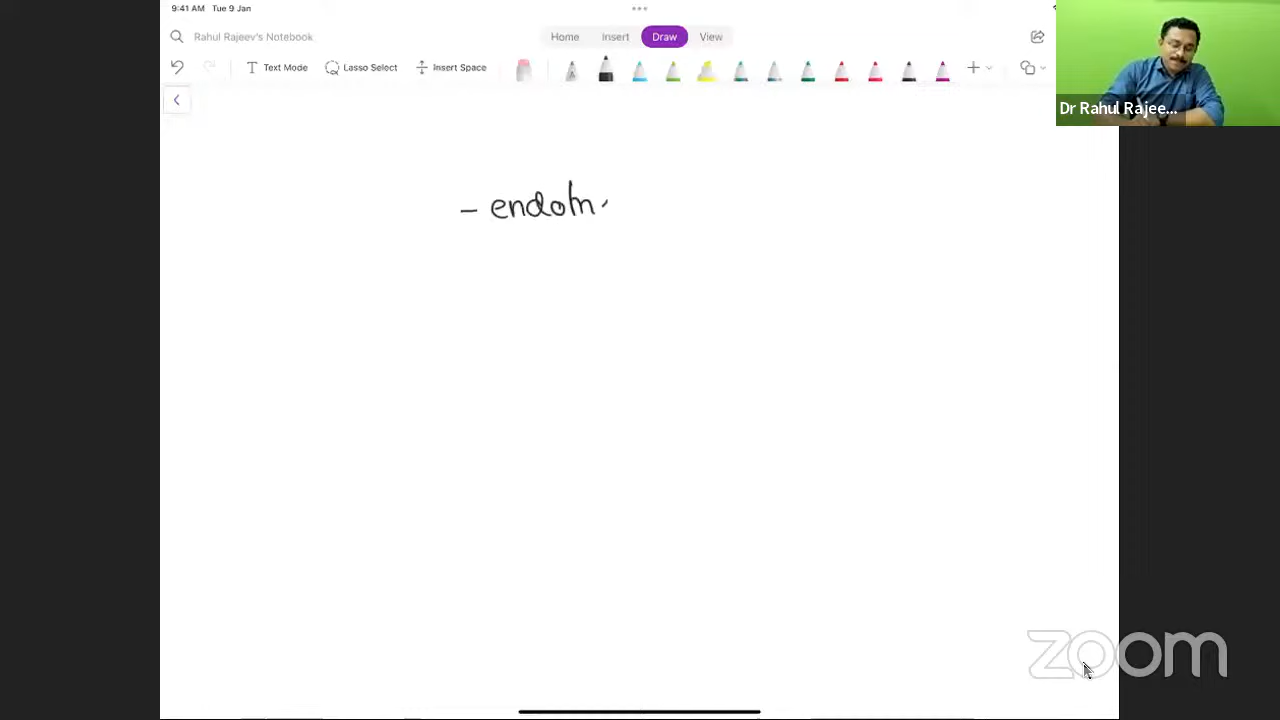 9:41 AM Tue 9 Jan
Rahul Rajeev's Notebook
Home Insert Draw View
Text Mode Lasso Select Insert Space
Dr Rahul Rajee...
- endoln
zoom